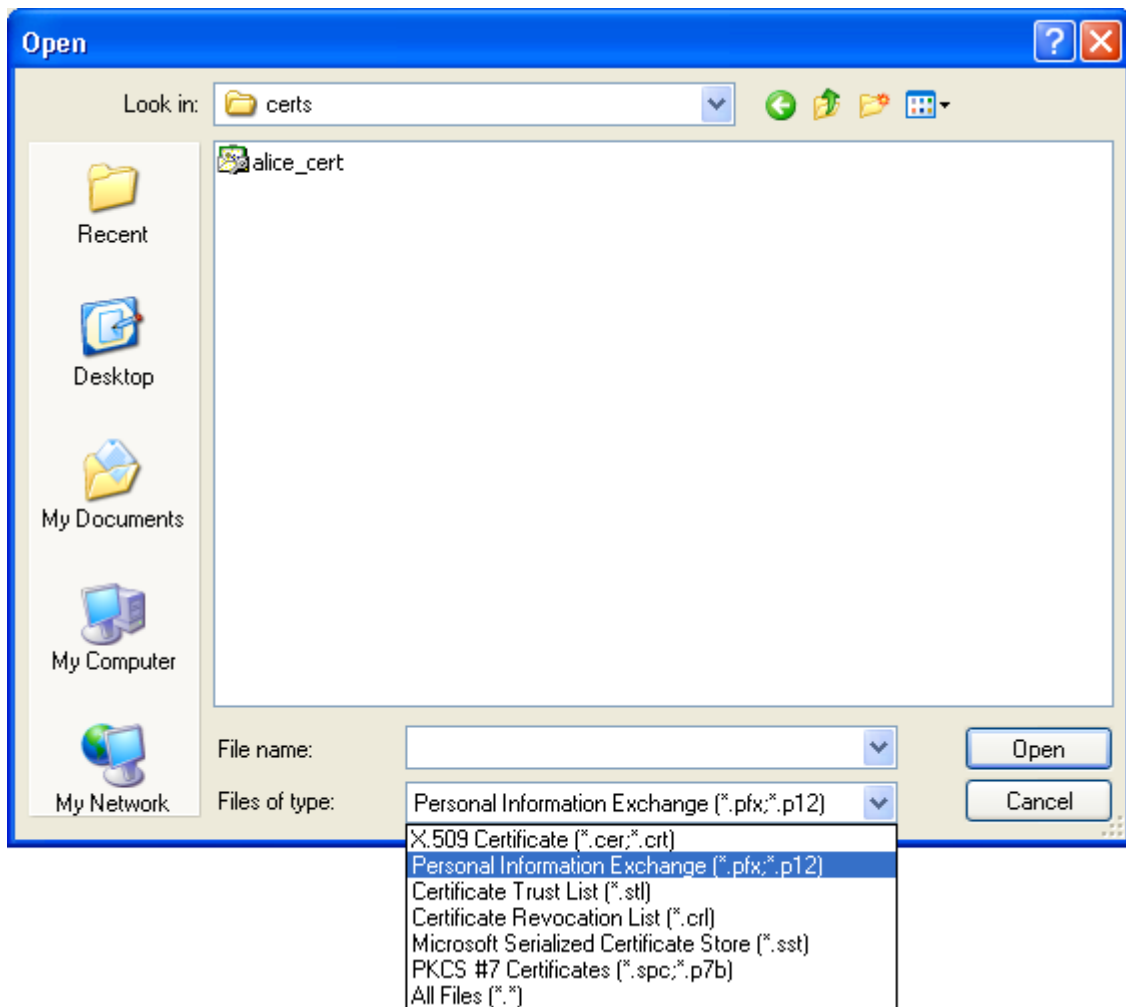 Open
Look in:
certs
alice_cert
Recent
Desktop
My Documents
My Computer
My Network
File name:
Open
Files of type:
Personal Information Exchange (*.pfx;*.p12)
Cancel
X.509 Certificate (*.cer;*.crt)
Personal Information Exchange (*.pfx;*.p12)
Certificate Trust List (*.stl)
Certificate Revocation List (*.crl)
Microsoft Serialized Certificate Store (*.sst)
PKCS #7 Certificates (*.spc;*.p7b)
All Files (*.*)